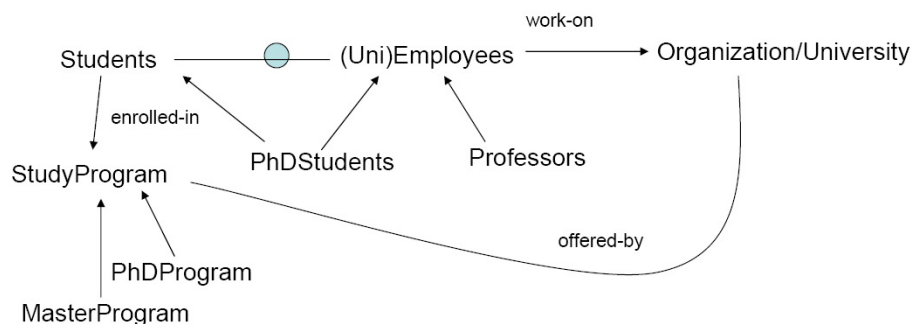 work-on
Students
(Uni)Employees
Organization/University
enrolled-in
PhDStudents
Professors
StudyProgram
offered-by
PhDProgram
MasterProgram